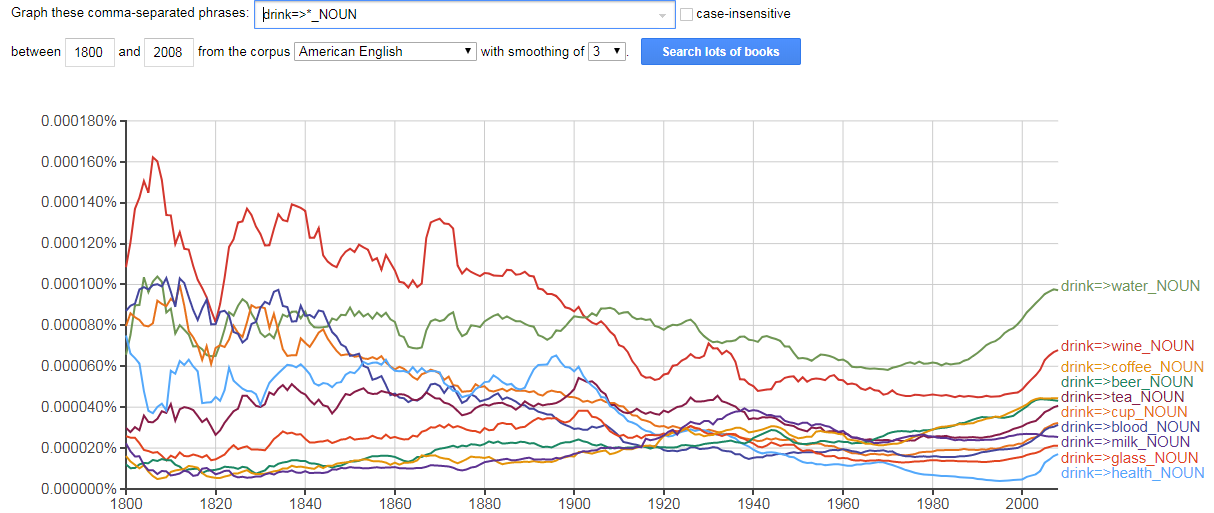 Graph these comma-separated phrases: drink=>*_NOUN case-insensitive
between 1800 and 2008 from the corpus American English with smoothing of 3 . Search lots of books
0.000180%
0.000160%
0.000140%
0.000120%
0.000100%
0.000080%
0.000060%
0.000040%
0.000020%
0.000000%
1800 1820 1840 1860 1880 1900 1920 1940 1960 1980 2000
drink=>water_NOUN
drink=>wine_NOUN
drink=>coffee_NOUN
drink=>beer_NOUN
drink=>tea_NOUN
drink=>cup_NOUN
drink=>blood_NOUN
drink=>milk_NOUN
drink=>glass_NOUN
drink=>health_NOUN